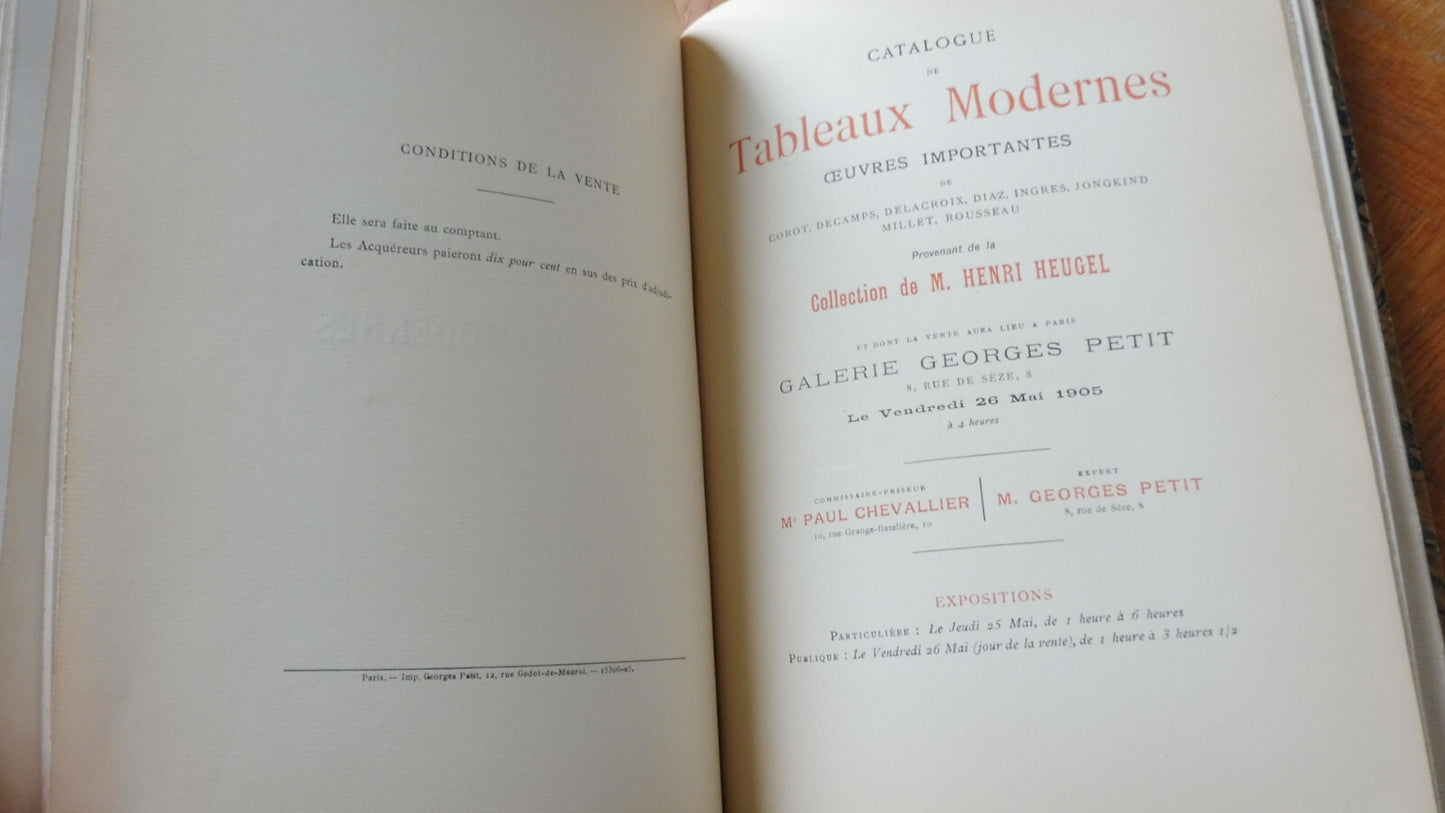 CONDITIONS DE LA VENTE
Elle sera faite au comptant.
Les Acquéreurs paieront dix pour cent en sus des prix d'adjudi-
cation.
Paris. — Imp. Georges Petit, 12, rue Godot-de-Mauroi. —
CATALOGUE
DE
Tableaux Modernes
ŒUVRES IMPORTANTES
DE
COROT, DECAMPS, DELACROIX, DIAZ, INGRES, JONGKIND
MILLET, ROUSSEAU
Provenant de la
Collection de M. HENRI HEUGEL
ET DONT LA VENTE AURA LIEU A PARIS
GALERIE GEORGES PETIT
8, RUE DE SÈZE, 8
Le Vendredi 26 Mai 1905
à 4 heures
COMMISSAIRE-PRISEUR
Me PAUL CHEVALLIER
10, rue Grange-Batelière, 10
EXPERT
M. GEORGES PETIT
8, rue de Sèze, 8
EXPOSITIONS
PARTICULIÈRE : Le Jeudi 25 Mai, de 1 heure à 6 heures
PUBLIQUE : Le Vendredi 26 Mai (jour de la vente), de 1 heure à 3 heures 1/2